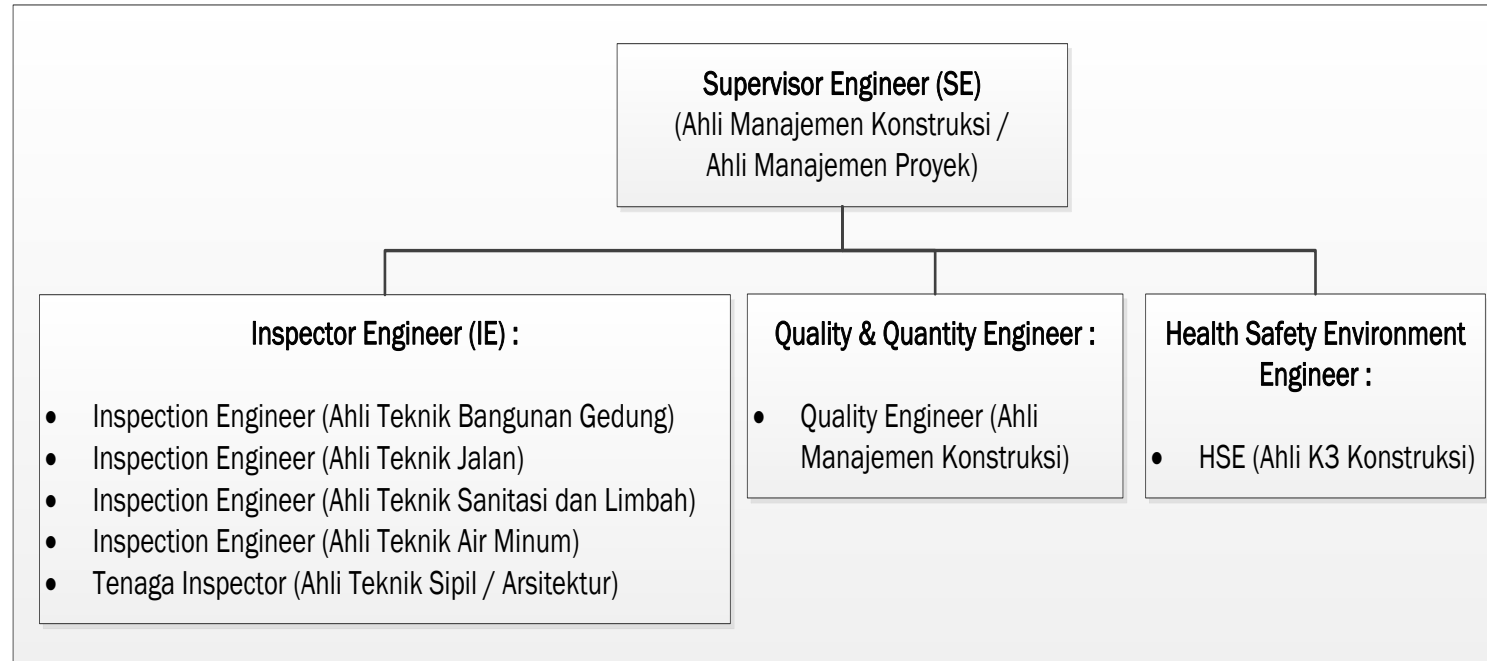 Supervisor Engineer (SE)
(Ahli Manajemen Konstruksi /
Ahli Manajemen Proyek)
Inspector Engineer (IE) :
• Inspection Engineer (Ahli Teknik Bangunan Gedung)
• Inspection Engineer (Ahli Teknik Jalan)
• Inspection Engineer (Ahli Teknik Sanitasi dan Limbah)
• Inspection Engineer (Ahli Teknik Air Minum)
• Tenaga Inspector (Ahli Teknik Sipil / Arsitektur)
Quality & Quantity Engineer :
• Quality Engineer (Ahli
Manajemen Konstruksi)
Health Safety Environment
Engineer :
• HSE (Ahli K3 Konstruksi)